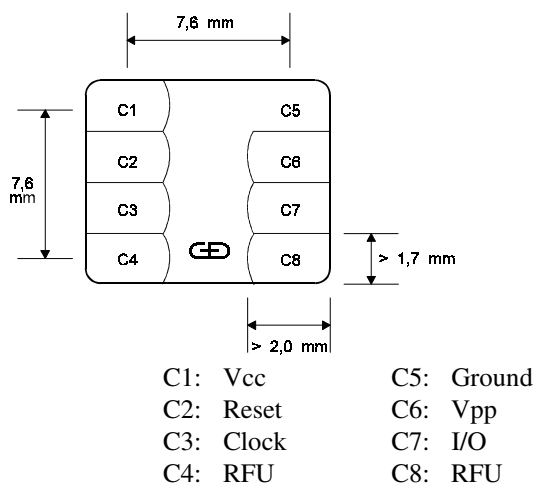 7,6 mm
C1 C5
C2 C6
7,6
mm
C3 C7
C4 C8
> 1,7 mm
> 2,0 mm
C1: Vcc C5: Ground
C2: Reset C6: Vpp
C3: Clock C7: I/O
C4: RFU C8: RFU